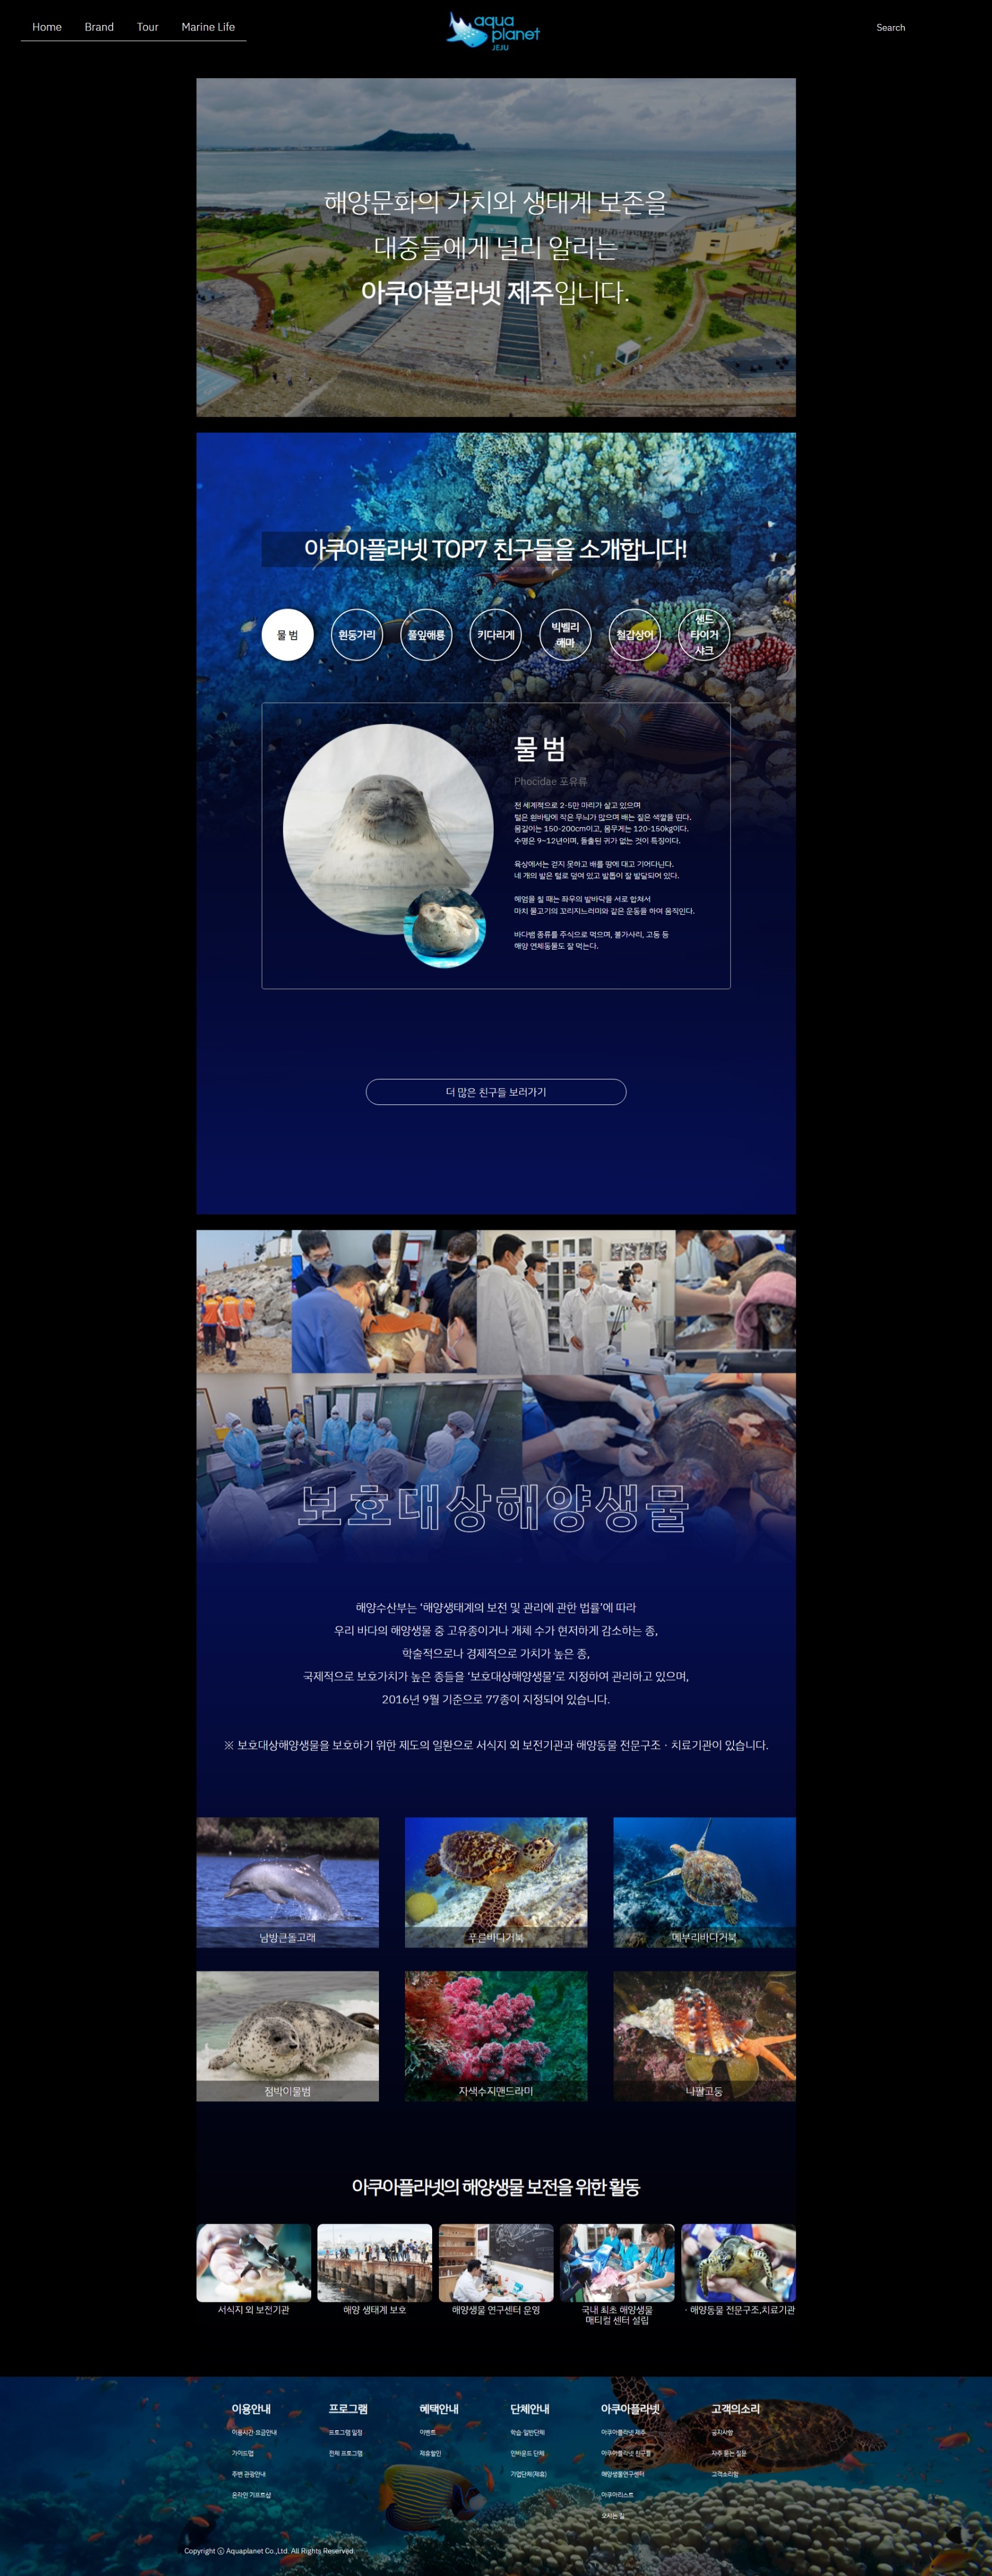 Home Brand Tour Marine Life
aqua
planet
JEJU
Search
해양문화의 가치와 생태계 보존을
대중들에게 널리 알리는
아쿠아플라넷 제주입니다.
아쿠아플라넷 TOP7 친구들을 소개합니다!
물 범
흰동가리
풀잎해룡
키다리게
빅벨리
해마
철갑상어
샌드
타이거
샤크
물 범
Phocidae 포유류
전 세계적으로 2-5만 마리가 살고 있으며
털은 흰바탕에 작은 무늬가 많으며 배는 짙은 색깔을 띤다.
몸길이는 150-200cm이고, 몸무게는 120-150kg이다.
수명은 9~12년이며, 돌출된 귀가 없는 것이 특징이다.
육상에서는 걷지 못하고 배를 땅에 대고 기어다닌다.
네 개의 발은 털로 덮여 있고 발톱이 잘 발달되어 있다.
헤엄을 칠 때는 좌우의 발바닥을 서로 합쳐서
마치 물고기의 꼬리지느러미와 같은 운동을 하여 움직인다.
바다뱀 종류를 주식으로 먹으며, 불가사리, 고둥 등
해양 연체동물도 잘 먹는다.
더 많은 친구들 보러가기
보호대상해양생물
해양수산부는 ‘해양생태계의 보전 및 관리에 관한 법률’에 따라
우리 바다의 해양생물 중 고유종이거나 개체 수가 현저하게 감소하는 종,
학술적으로나 경제적으로 가치가 높은 종,
국제적으로 보호가치가 높은 종들을 ‘보호대상해양생물’로 지정하여 관리하고 있으며,
2016년 9월 기준으로 77종이 지정되어 있습니다.
※ 보호대상해양생물을 보호하기 위한 제도의 일환으로 서식지 외 보전기관과 해양동물 전문구조 · 치료기관이 있습니다.
남방큰돌고래
푸른바다거북
메부리바다거북
점박이물범
자색수지맨드라미
나팔고둥
아쿠아플라넷의 해양생물 보전을 위한 활동
서식지 외 보전기관
해양 생태계 보호
해양생물 연구센터 운영
국내 최초 해양생물
매티컬 센터 설립
· 해양동물 전문구조,치료기관
이용안내 프로그램 혜택안내 단체안내 아쿠아플라넷 고객의소리
이용시간·요금안내 프로그램 일정 이벤트 학습·일반단체 아쿠아플라넷 제주 공지사항
가이드맵 전체 프로그램 제휴할인 인바운드 단체 아쿠아플라넷 친구들 자주 묻는 질문
주변 관광안내 기업단체(제휴) 해양생물연구센터 고객소리함
온라인 기프트샵 아쿠아리스트
오시는 길
Copyright ⓒ Aquaplanet Co.,Ltd. All Rights Reserved.